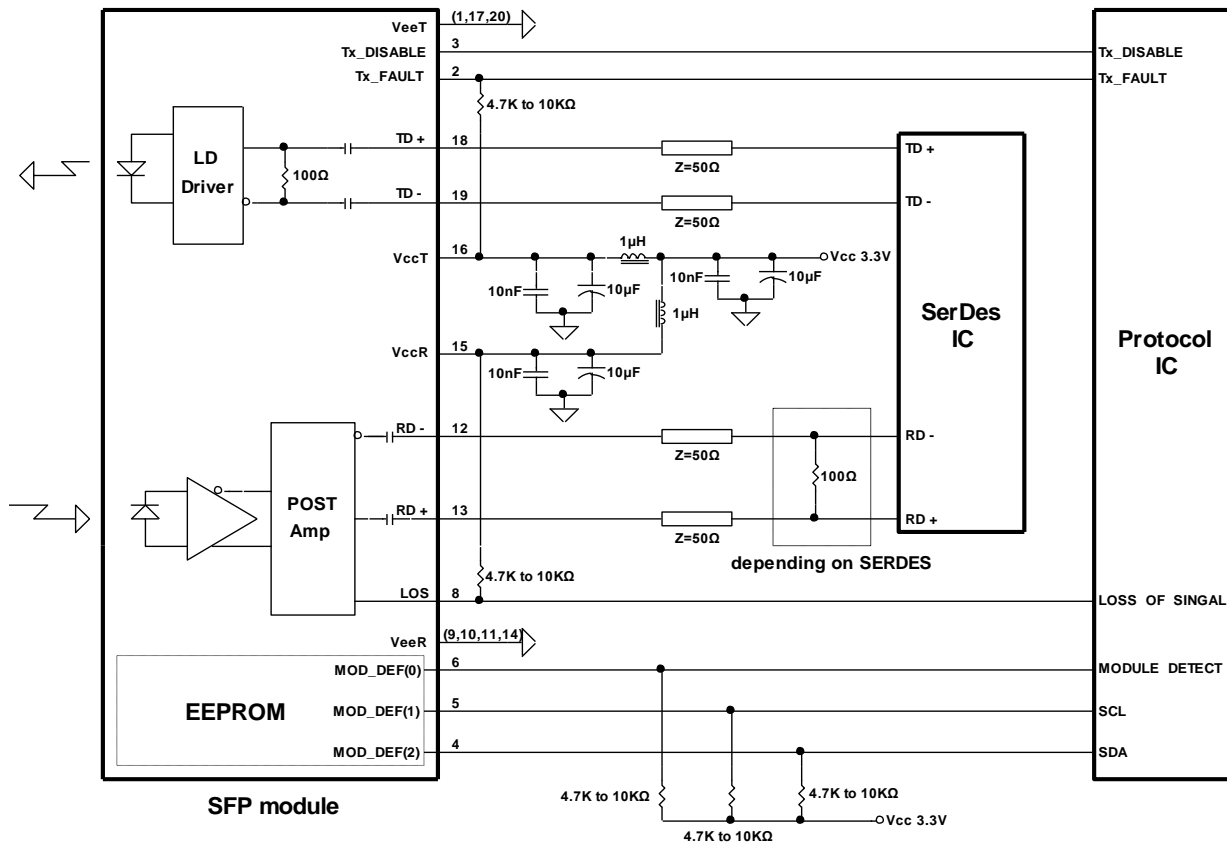 VeeT
(1,17,20)
Tx_DISABLE
3
Tx_DISABLE
Tx_FAULT
2
Tx_FAULT
4.7K to 10KΩ
LD
Driver
100Ω
TD +
18
Z=50Ω
TD +
TD -
19
Z=50Ω
TD -
VccT
16
1µH
Vcc 3.3V
10nF
10µF
10nF
10µF
1µH
SerDes
IC
Protocol
IC
VccR
15
10nF
10µF
RD -
12
Z=50Ω
RD -
100Ω
POST
Amp
RD +
13
Z=50Ω
RD +
depending on SERDES
4.7K to 10KΩ
LOS
8
LOSS OF SINGAL
VeeR
(9,10,11,14)
EEPROM
MOD_DEF(0)
6
MODULE DETECT
MOD_DEF(1)
5
SCL
MOD_DEF(2)
4
SDA
4.7K to 10KΩ
4.7K to 10KΩ
4.7K to 10KΩ
Vcc 3.3V
SFP module